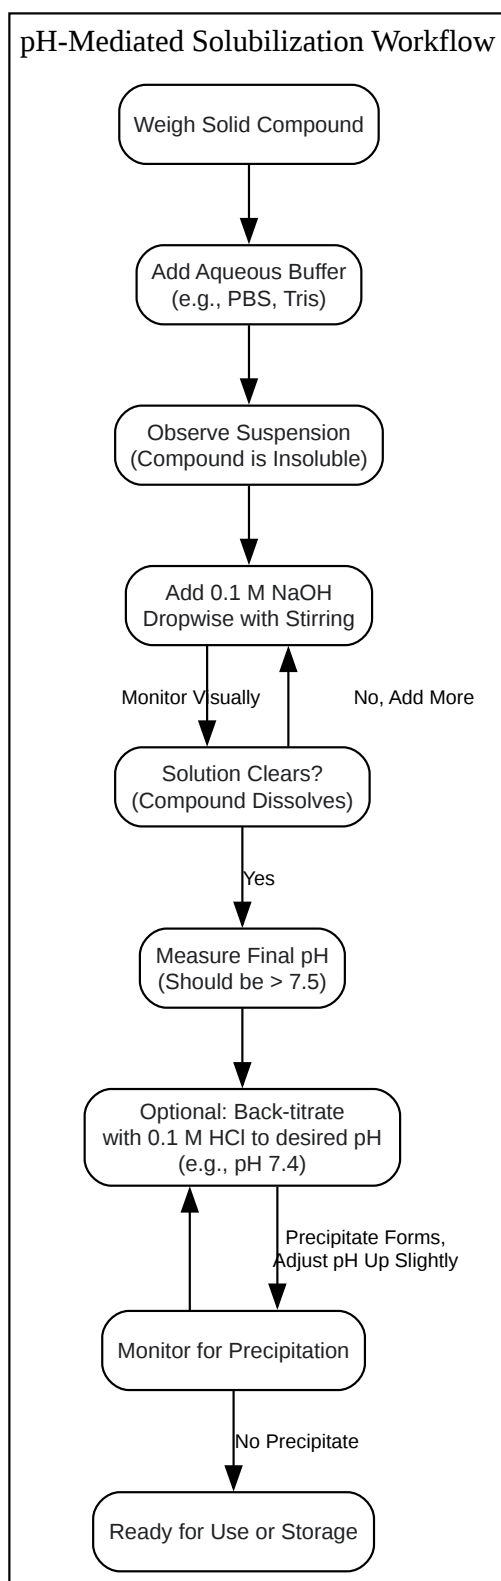 pH-Mediated Solubilization Workflow
Weigh Solid Compound
Add Aqueous Buffer
(e.g., PBS, Tris)
Observe Suspension
(Compound is Insoluble)
Add 0.1 M NaOH
Dropwise with Stirring
Monitor Visually
No, Add More
Solution Clears?
(Compound Dissolves)
Yes
Measure Final pH
(Should be > 7.5)
Optional: Back-titrate
with 0.1 M HCl to desired pH
(e.g., pH 7.4)
Precipitate Forms,
Adjust pH Up Slightly
Monitor for Precipitation
No Precipitate
Ready for Use or Storage